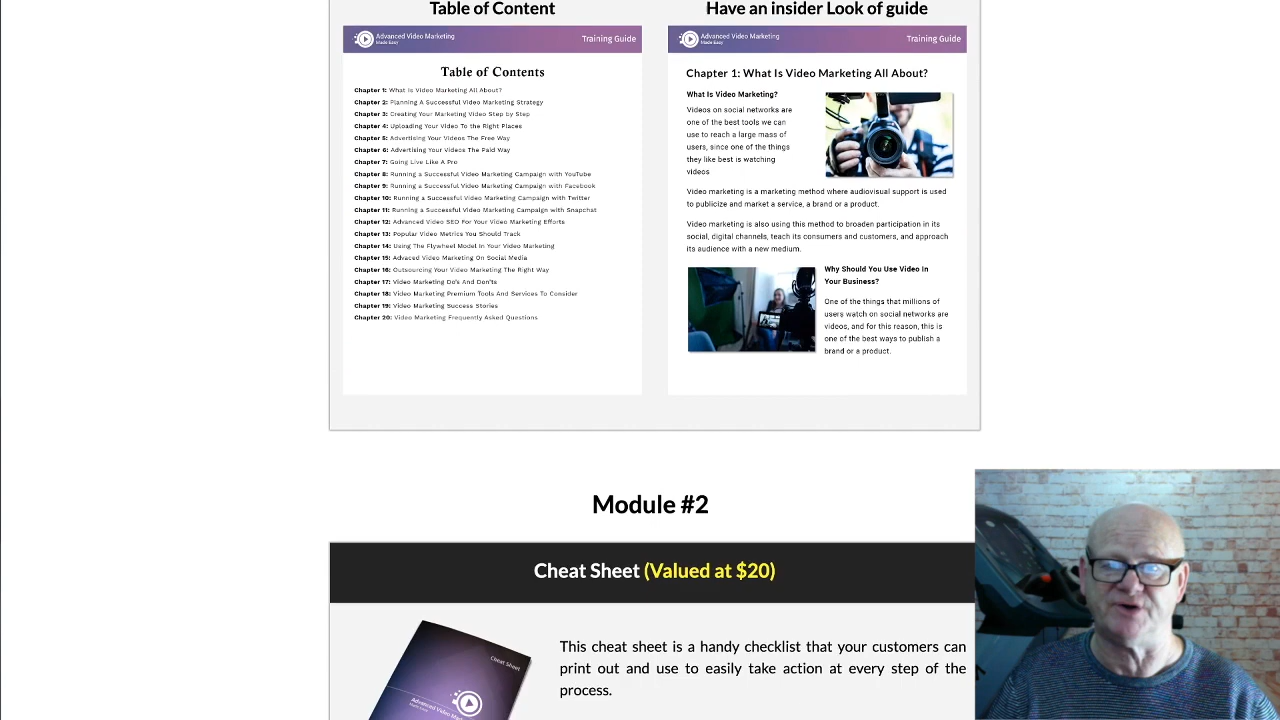 Table of Content
Advanced Video Marketing
Made Easy
Training Guide
Table of Contents
Chapter 1: What Is Video Marketing All About?
Chapter 2: Planning A Successful Video Marketing Strategy
Chapter 3: Creating Your Marketing Video Step by Step
Chapter 4: Uploading Your Video To the Right Places
Chapter 5: Advertising Your Videos The Free Way
Chapter 6: Advertising Your Videos The Paid Way
Chapter 7: Going Live Like A Pro
Chapter 8: Running a Successful Video Marketing Campaign with YouTube
Chapter 9: Running a Successful Video Marketing Campaign with Facebook
Chapter 10: Running a Successful Video Marketing Campaign with Twitter
Chapter 11: Running a Successful Video Marketing Campaign with Snapchat
Chapter 12: Advanced Video SEO For Your Video Marketing Efforts
Chapter 13: Popular Video Metrics You Should Track
Chapter 14: Using The Flywheel Model In Your Video Marketing
Chapter 15: Advaced Video Marketing On Social Media
Chapter 16: Outsourcing Your Video Marketing The Right Way
Chapter 17: Video Marketing Do's And Don'ts
Chapter 18: Video Marketing Premium Tools And Services To Consider
Chapter 19: Video Marketing Success Stories
Chapter 20: Video Marketing Frequently Asked Questions
Have an insider Look of guide
Advanced Video Marketing
Made Easy
Training Guide
Chapter 1: What Is Video Marketing All About?
What Is Video Marketing?
Videos on social networks are
one of the best tools we can
use to reach a large mass of
users, since one of the things
they like best is watching
videos
Video marketing is a marketing method where audiovisual support is used
to publicize and market a service, a brand or a product.
Video marketing is also using this method to broaden participation in its
social, digital channels, teach its consumers and customers, and approach
its audience with a new medium.
Why Should You Use Video In
Your Business?
One of the things that millions of
users watch on social networks are
videos, and for this reason, this is
one of the best ways to publish a
brand or a product.
Module #2
Cheat Sheet (Valued at $20)
Cheat Sheet
Advanced Video
This cheat sheet is a handy checklist that your customers can
print out and use to easily take action at every step of the
process.